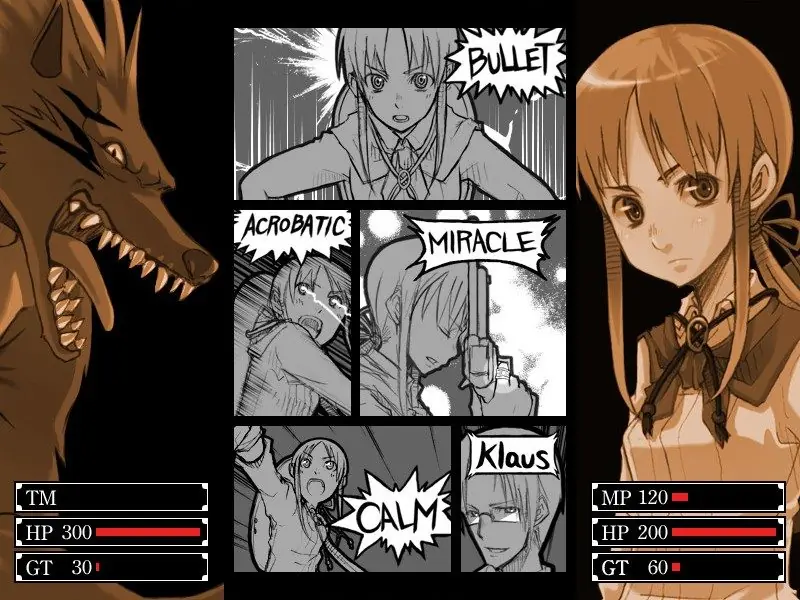 BULLET
ACROBATIC
MIRACLE
CALM
Klaus
TM
HP 300
GT 30
MP 120
HP 200
GT 60